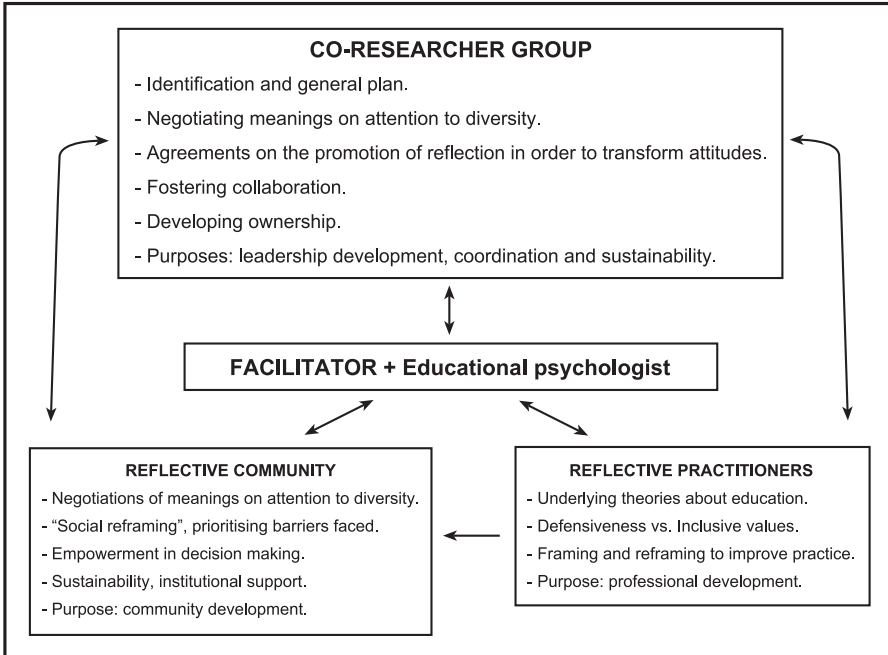 CO-RESEARCHER GROUP
- Identification and general plan.
- Negotiating meanings on attention to diversity.
- Agreements on the promotion of reflection in order to transform attitudes.
- Fostering collaboration.
- Developing ownership.
- Purposes: leadership development, coordination and sustainability.
FACILITATOR + Educational psychologist
REFLECTIVE COMMUNITY
- Negotiations of meanings on attention to diversity.
- “Social reframing”, prioritising barriers faced.
- Empowerment in decision making.
- Sustainability, institutional support.
- Purpose: community development.
REFLECTIVE PRACTITIONERS
- Underlying theories about education.
- Defensiveness vs. Inclusive values.
- Framing and reframing to improve practice.
- Purpose: professional development.